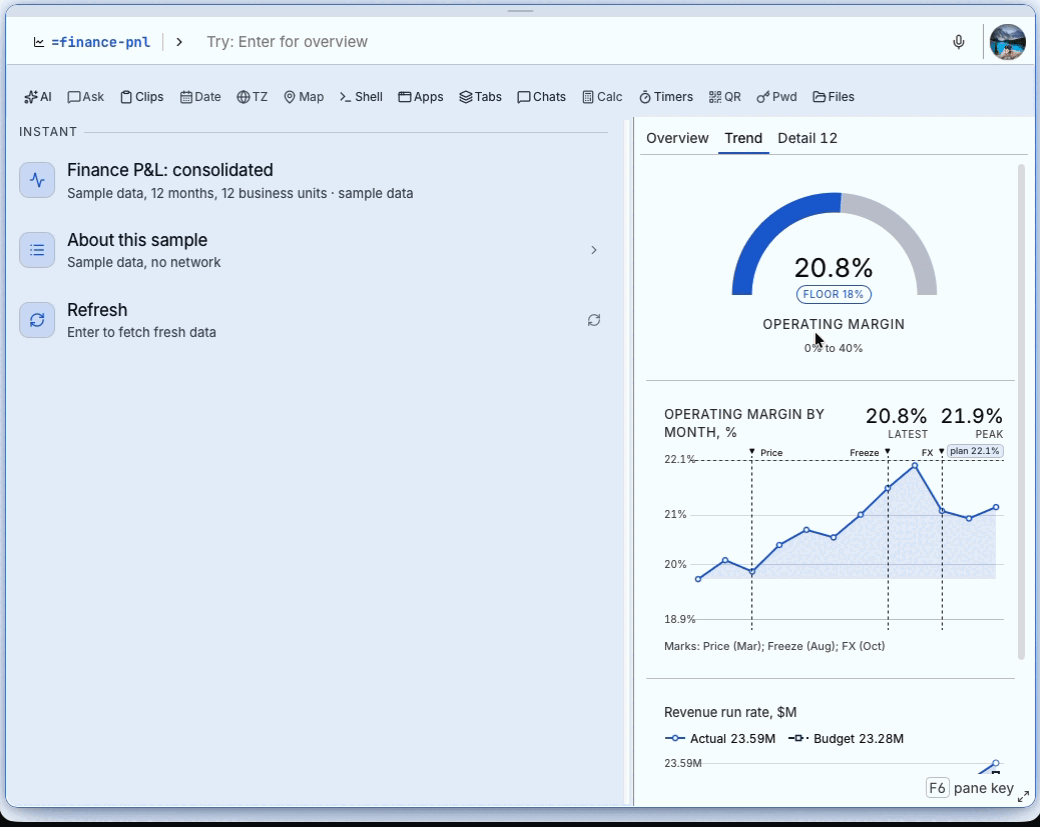 =finance-pnl
Try: Enter for overview
AI Ask Clips Date TZ Map Shell Apps Tabs Chats Calc Timers QR Pwd Files
INSTANT
Finance P&L: consolidated
Sample data, 12 months, 12 business units · sample data
About this sample
Sample data, no network
Refresh
Enter to fetch fresh data
Overview Trend Detail 12
20.8%
FLOOR 18%
OPERATING MARGIN
0% to 40%
OPERATING MARGIN BY
MONTH, %
20.8% 21.9%
LATEST PEAK
Price Freeze FX plan 22.1%
22.1%
21%
20%
18.9%
Marks: Price (Mar); Freeze (Aug); FX (Oct)
Revenue run rate, $M
Actual 23.59M Budget 23.28M
23.59M
F6 pane key